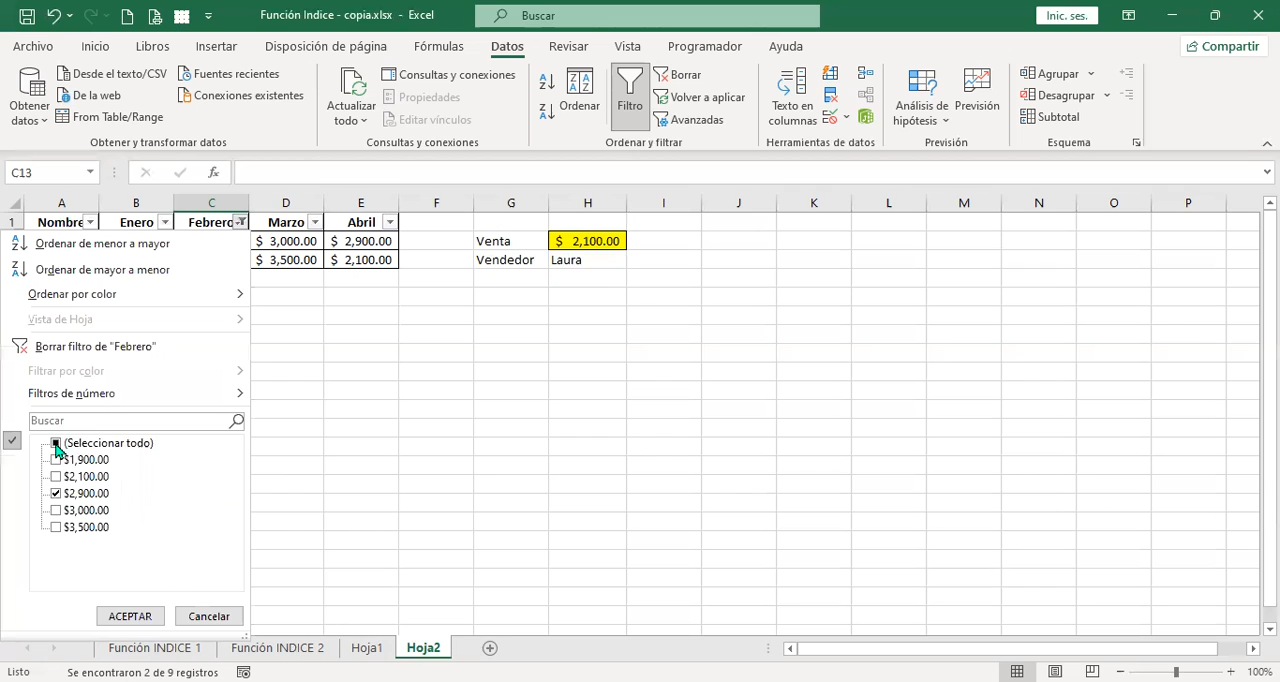 Función Indice - copia.xlsx - Excel
Buscar
Inic. ses.
Archivo Inicio Libros Insertar Disposición de página Fórmulas Datos Revisar Vista Programador Ayuda
Compartir
Obtener datos
Desde el texto/CSV
De la web
From Table/Range
Fuentes recientes
Conexiones existentes
Obtener y transformar datos
Actualizar todo
Consultas y conexiones
Propiedades
Editar vínculos
Consultas y conexiones
Ordenar
Filtro
Borrar
Volver a aplicar
Avanzadas
Ordenar y filtrar
Texto en columnas
Herramientas de datos
Análisis de hipótesis
Previsión
Previsión
Agrupar
Desagrupar
Subtotal
Esquema
C13
fx
A B C D E F G H I J K L M N O P Q
1 Nombre Enero Febrero Marzo Abril
$ 3,000.00 $ 2,900.00 Venta $ 2,100.00
$ 3,500.00 $ 2,100.00 Vendedor Laura
Ordenar de menor a mayor
Ordenar de mayor a menor
Ordenar por color
Vista de Hoja
Borrar filtro de "Febrero"
Filtrar por color
Filtros de número
Buscar
(Seleccionar todo)
$1,900.00
$2,100.00
$2,900.00
$3,000.00
$3,500.00
ACEPTAR Cancelar
Función INDICE 1 Función INDICE 2 Hoja1 Hoja2
Listo Se encontraron 2 de 9 registros 100%